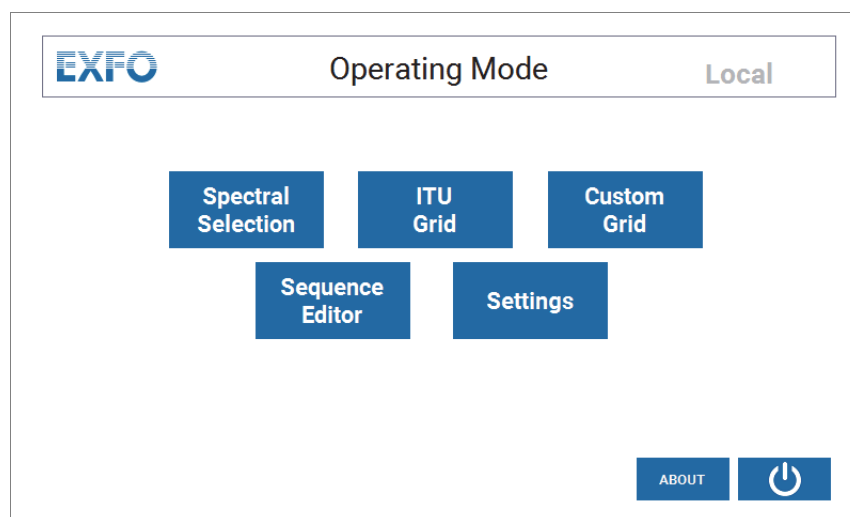 EXFO
Operating Mode
Local
Spectral
Selection
ITU
Grid
Custom
Grid
Sequence
Editor
Settings
ABOUT